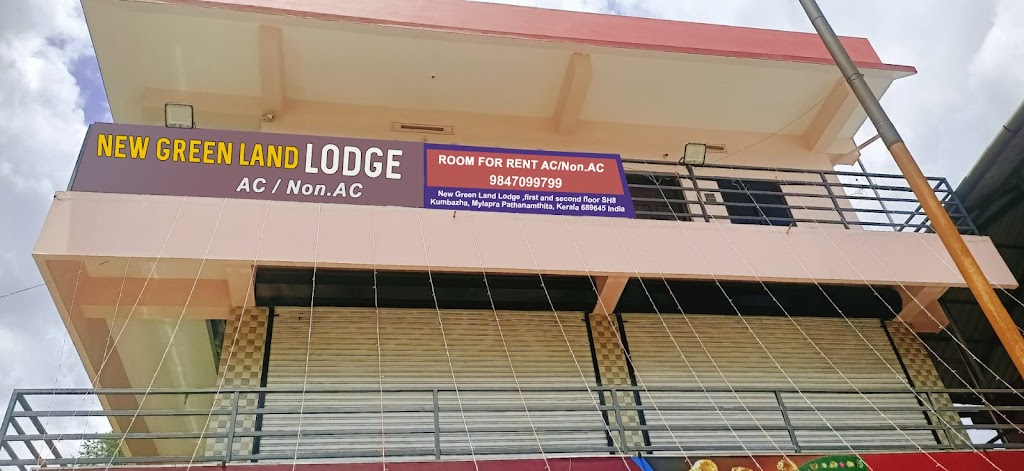 NEW GREEN LAND LODGE
AC / Non.AC
ROOM FOR RENT AC/Non.AC
9847099799
New Green Land Lodge ,first and second floor SH8
Kumbazha, Mylapra Pathanamthita, Kerala 689645 India